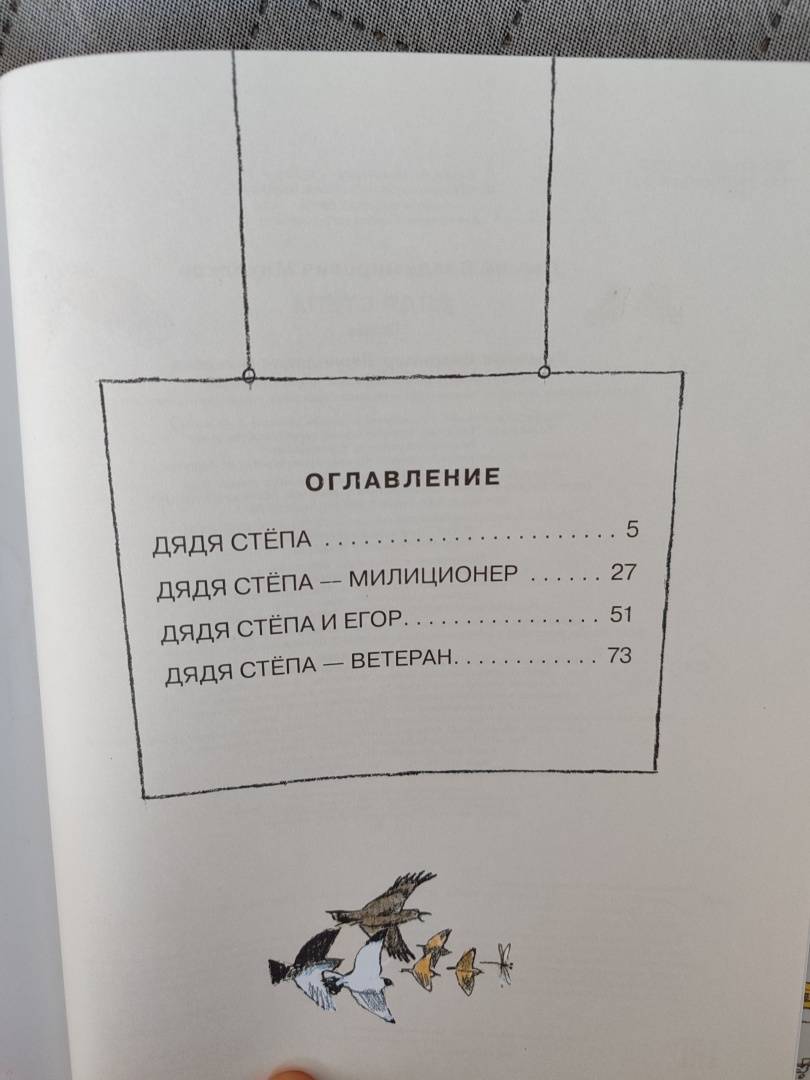 ОГЛАВЛЕНИЕ
ДЯДЯ СТЁПА . . . . . . . . . . . . . . . . . . . . . . . 5
ДЯДЯ СТЁПА — МИЛИЦИОНЕР . . . . . . 27
ДЯДЯ СТЁПА И ЕГОР. . . . . . . . . . . . . . . . 51
ДЯДЯ СТЁПА — ВЕТЕРАН. . . . . . . . . . . . 73